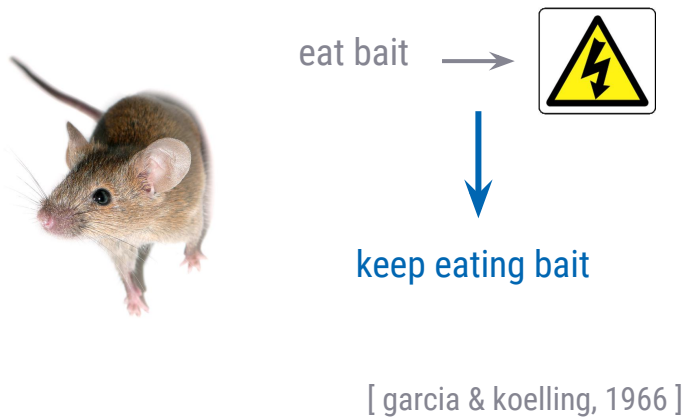 eat bait
keep eating bait
[ garcia & koelling, 1966 ]